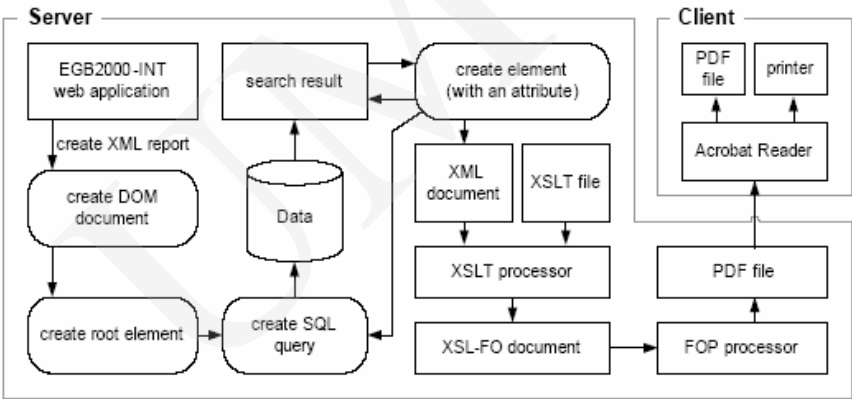 Server
Client
EGB2000-INT
web application
search result
create element
(with an attribute)
PDF
file
printer
create XML report
Acrobat Reader
create DOM
document
Data
XML
document
XSLT file
XSLT processor
PDF file
create root element
create SQL
query
XSL-FO document
FOP processor
UM